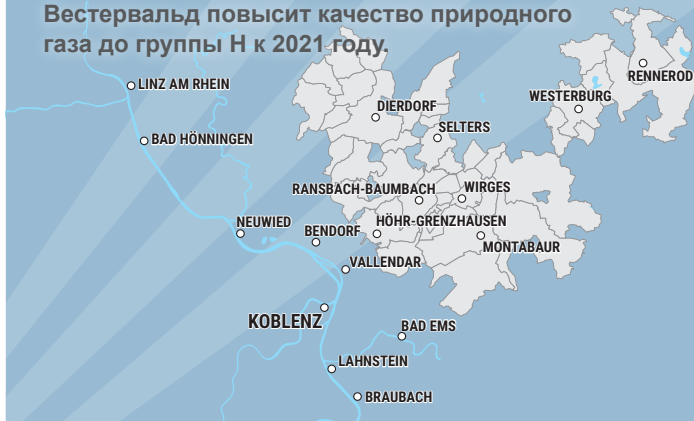 Вестервальд повысит качество природного
газа до группы Н к 2021 году.
LINZ AM RHEIN
RENNEROD
WESTERBURG
DIERDORF
SELTERS
BAD HÖNNINGEN
RANSBACH-BAUMBACH
WIRGES
NEUWIED
BENDORF
HÖHR-GRENZHAUSEN
MONTABAUR
VALLENDAR
KOBLENZ
BAD EMS
LAHNSTEIN
BRAUBACH